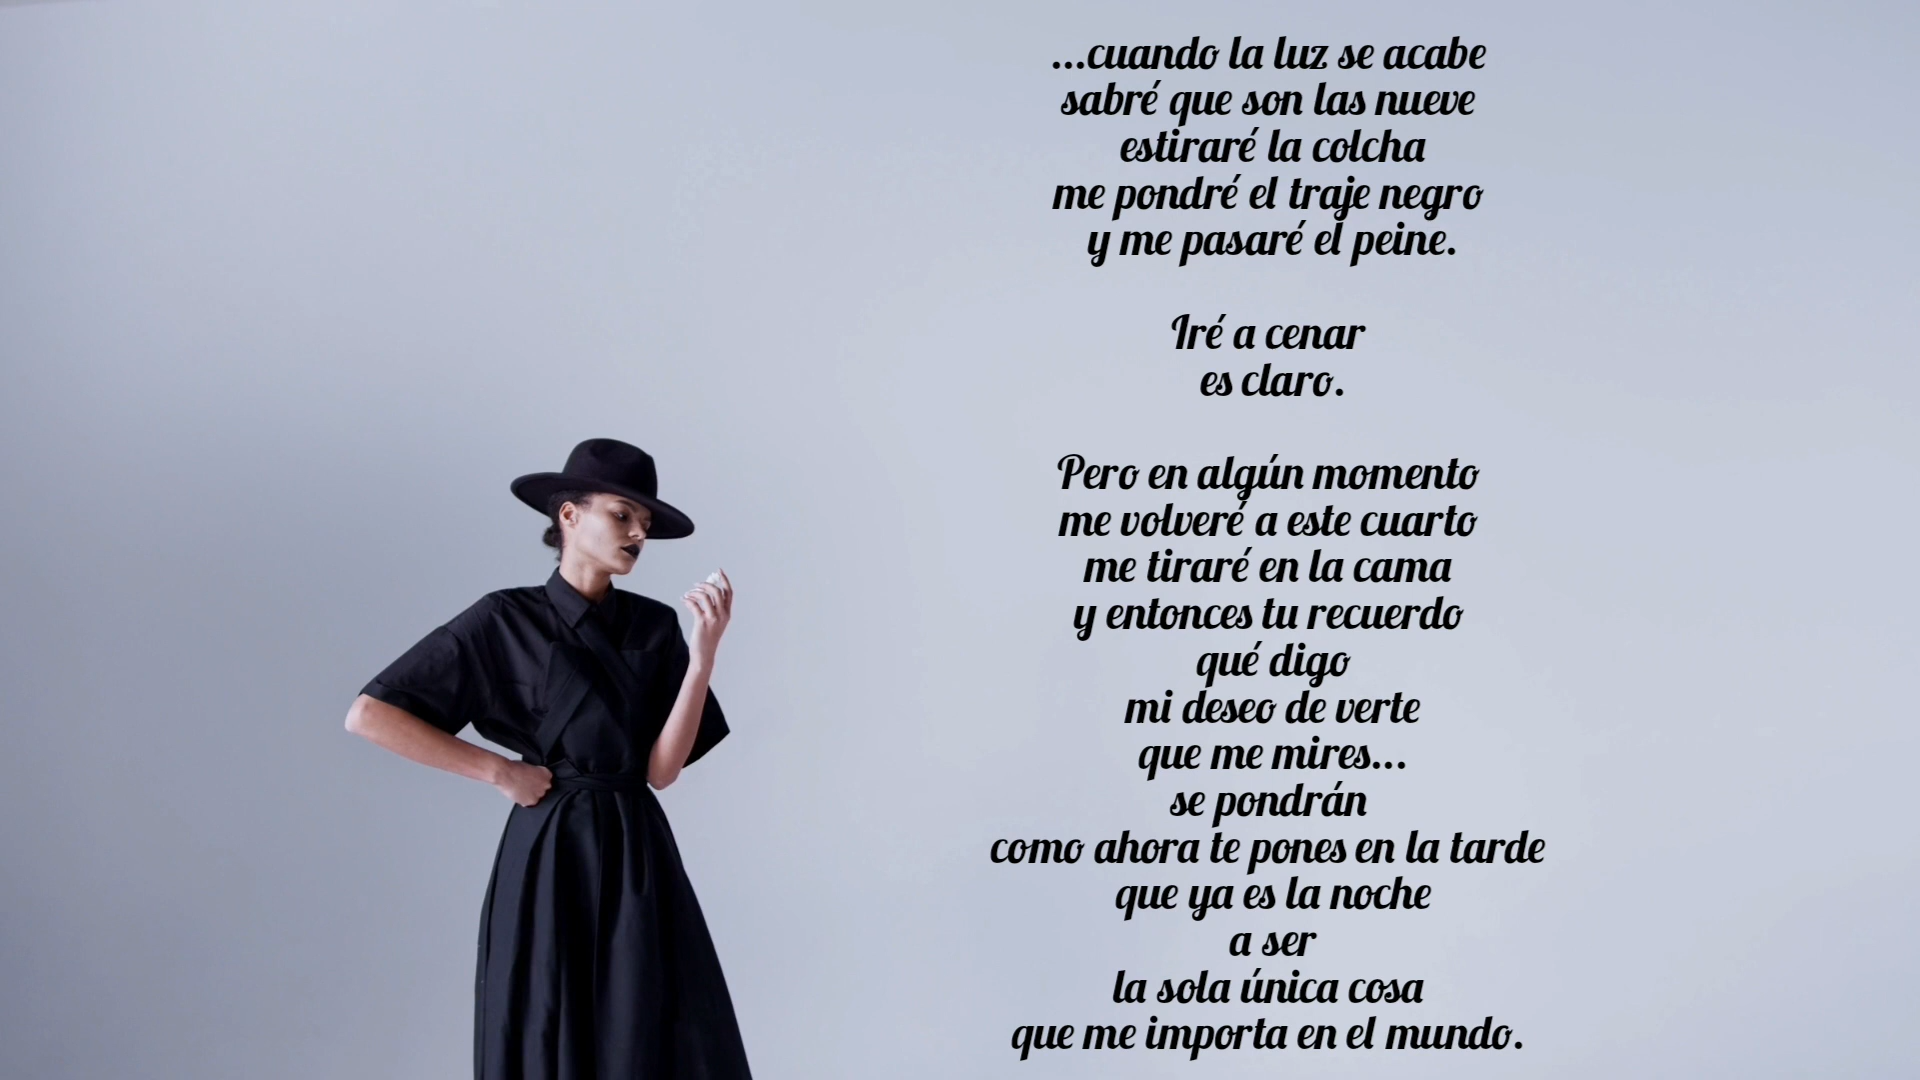 ...cuando la luz se acabe
sabré que son las nueve
estiraré la colcha
me pondré el traje negro
y me pasaré el peine.
Iré a cenar
es claro.
Pero en algún momento
me volveré a este cuarto
me tiraré en la cama
y entonces tu recuerdo
qué digo
mi deseo de verte
que me mires...
se pondrán
como ahora te pones en la tarde
que ya es la noche
a ser
la sola única cosa
que me importa en el mundo.